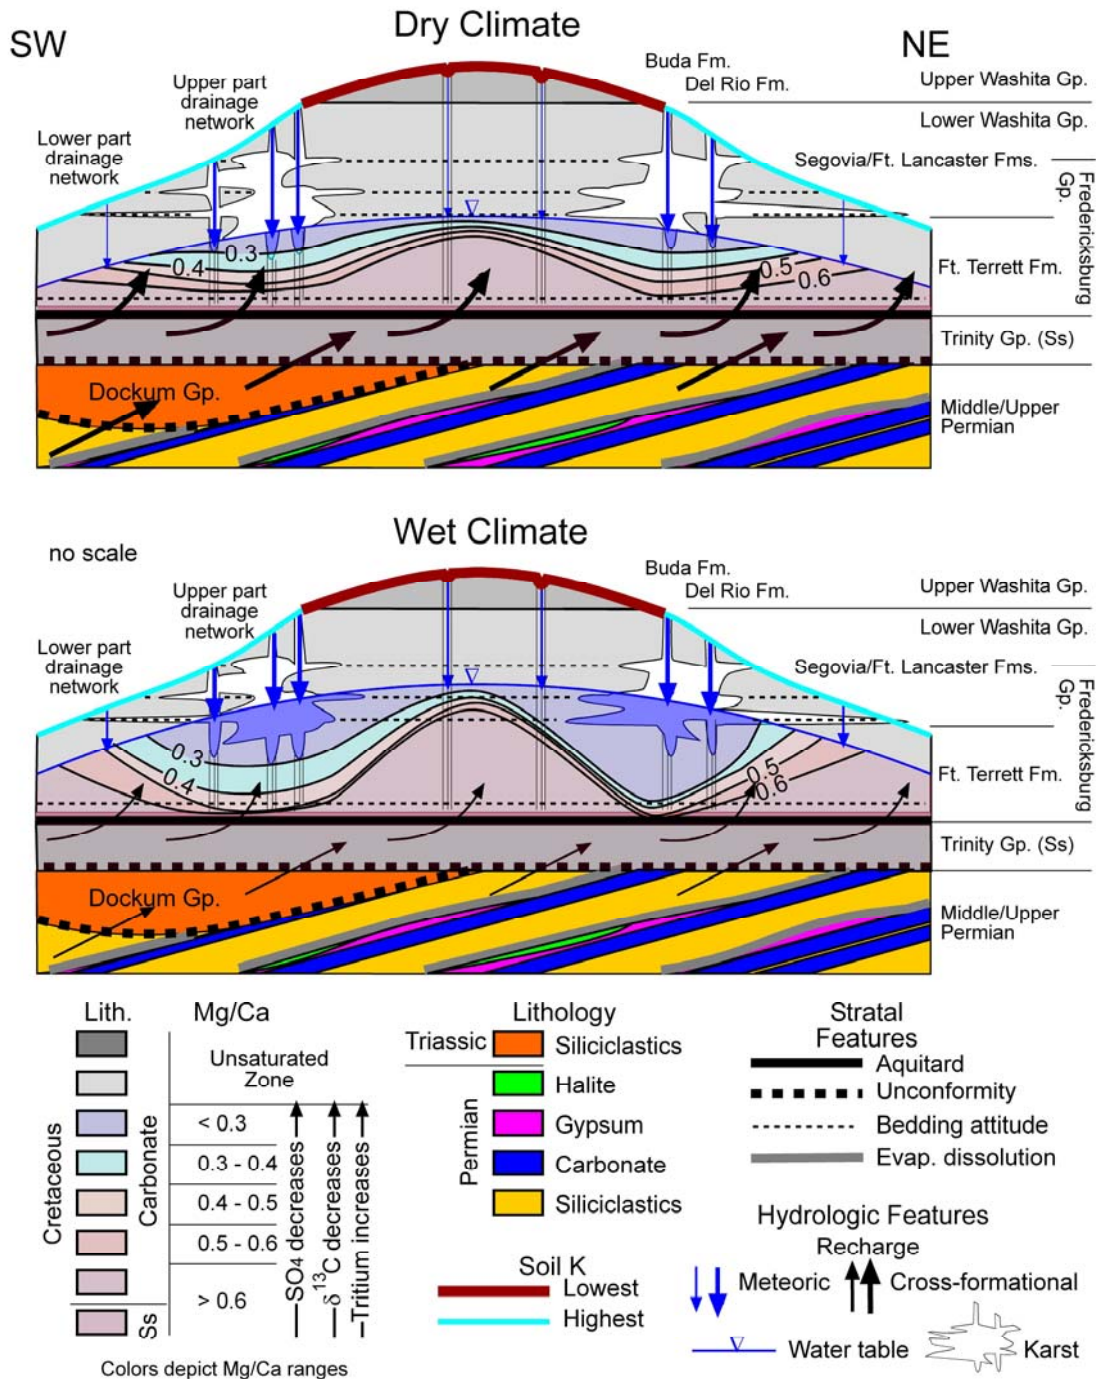 Dry Climate
SW
NE
Upper part
drainage
network
Buda Fm.
Del Rio Fm.
Upper Washita Gp.
Lower Washita Gp.
Lower part
drainage
network
Segovia/Ft. Lancaster Fms.
Fredericksburg
Gp.
0.3
0.4
0.5
0.6
Ft. Terrett Fm.
Trinity Gp. (Ss)
Dockum Gp.
Middle/Upper
Permian
Wet Climate
no scale
Upper part
drainage
network
Buda Fm.
Del Rio Fm.
Upper Washita Gp.
Lower Washita Gp.
Lower part
drainage
network
Segovia/Ft. Lancaster Fms.
Fredericksburg
Gp.
0.3
0.4
0.5
0.6
Ft. Terrett Fm.
Trinity Gp. (Ss)
Dockum Gp.
Middle/Upper
Permian
Lith.
Mg/Ca
Cretaceous
Carbonate
Ss
Unsaturated
Zone
< 0.3
0.3 - 0.4
0.4 - 0.5
0.5 - 0.6
> 0.6
SO4 decreases
δ 13C decreases
Tritium increases
Colors depict Mg/Ca ranges
Lithology
Triassic
Siliciclastics
Permian
Halite
Gypsum
Carbonate
Siliciclastics
Soil K
Lowest
Highest
Stratal
Features
Aquitard
Unconformity
Bedding attitude
Evap. dissolution
Hydrologic Features
Recharge
Meteoric
Cross-formational
Water table
Karst